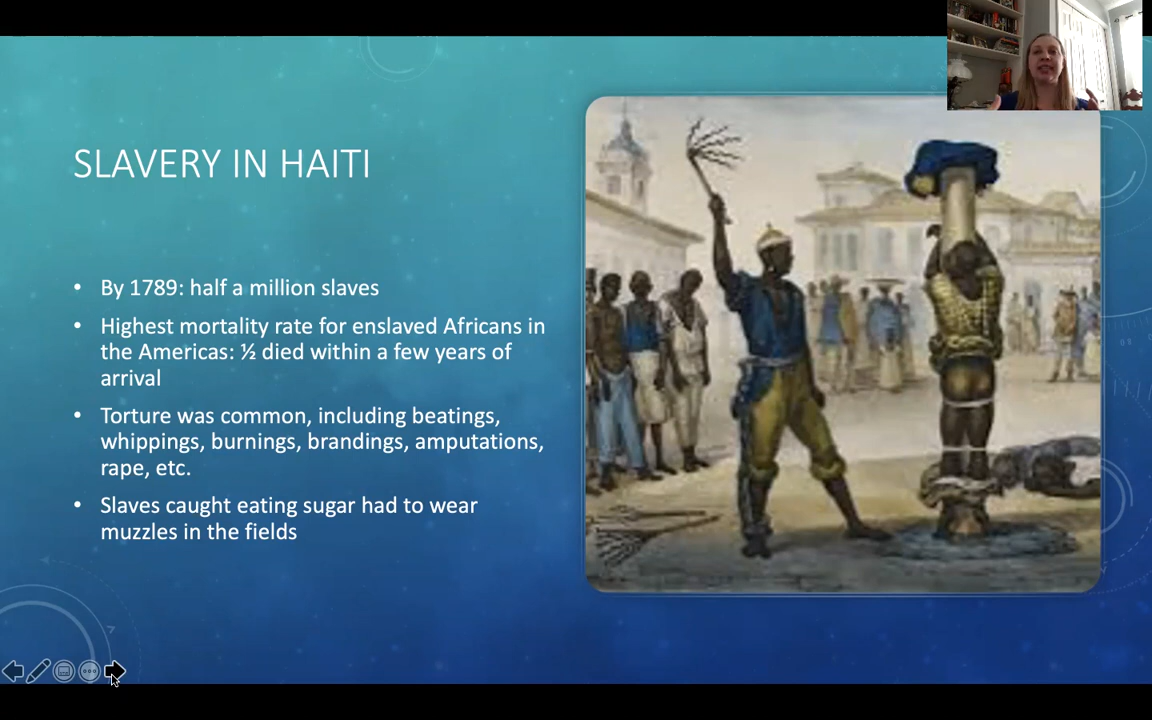 SLAVERY IN HAITI
• By 1789: half a million slaves
• Highest mortality rate for enslaved Africans in
the Americas: ½ died within a few years of
arrival
• Torture was common, including beatings,
whippings, burnings, brandings, amputations,
rape, etc.
• Slaves caught eating sugar had to wear
muzzles in the fields